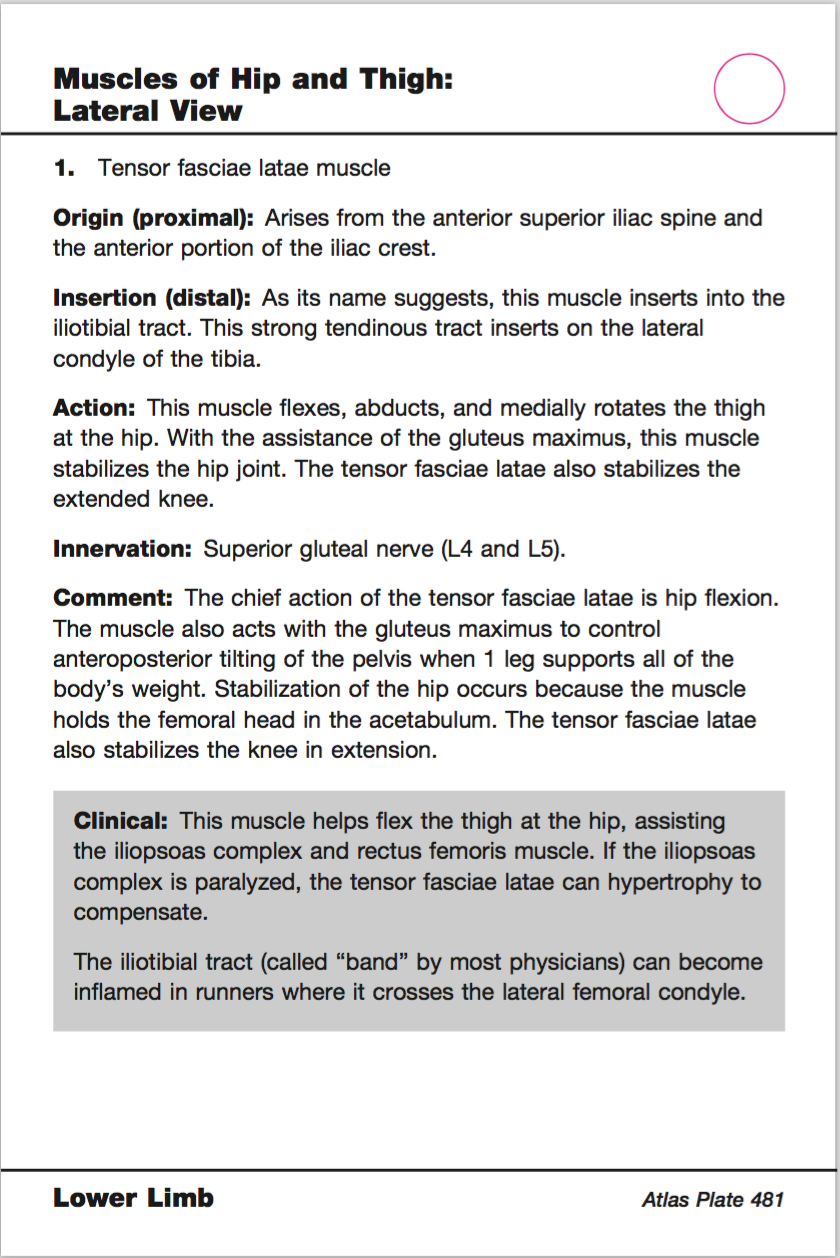 Muscles of Hip and Thigh:
Lateral View
1. Tensor fasciae latae muscle
Origin (proximal): Arises from the anterior superior iliac spine and
the anterior portion of the iliac crest.
Insertion (distal): As its name suggests, this muscle inserts into the
iliotibial tract. This strong tendinous tract inserts on the lateral
condyle of the tibia.
Action: This muscle flexes, abducts, and medially rotates the thigh
at the hip. With the assistance of the gluteus maximus, this muscle
stabilizes the hip joint. The tensor fasciae latae also stabilizes the
extended knee.
Innervation: Superior gluteal nerve (L4 and L5).
Comment: The chief action of the tensor fasciae latae is hip flexion.
The muscle also acts with the gluteus maximus to control
anteroposterior tilting of the pelvis when 1 leg supports all of the
body's weight. Stabilization of the hip occurs because the muscle
holds the femoral head in the acetabulum. The tensor fasciae latae
also stabilizes the knee in extension.
Clinical: This muscle helps flex the thigh at the hip, assisting
the iliopsoas complex and rectus femoris muscle. If the iliopsoas
complex is paralyzed, the tensor fasciae latae can hypertrophy to
compensate.
The iliotibial tract (called “band” by most physicians) can become
inflamed in runners where it crosses the lateral femoral condyle.
Lower Limb
Atlas Plate 481